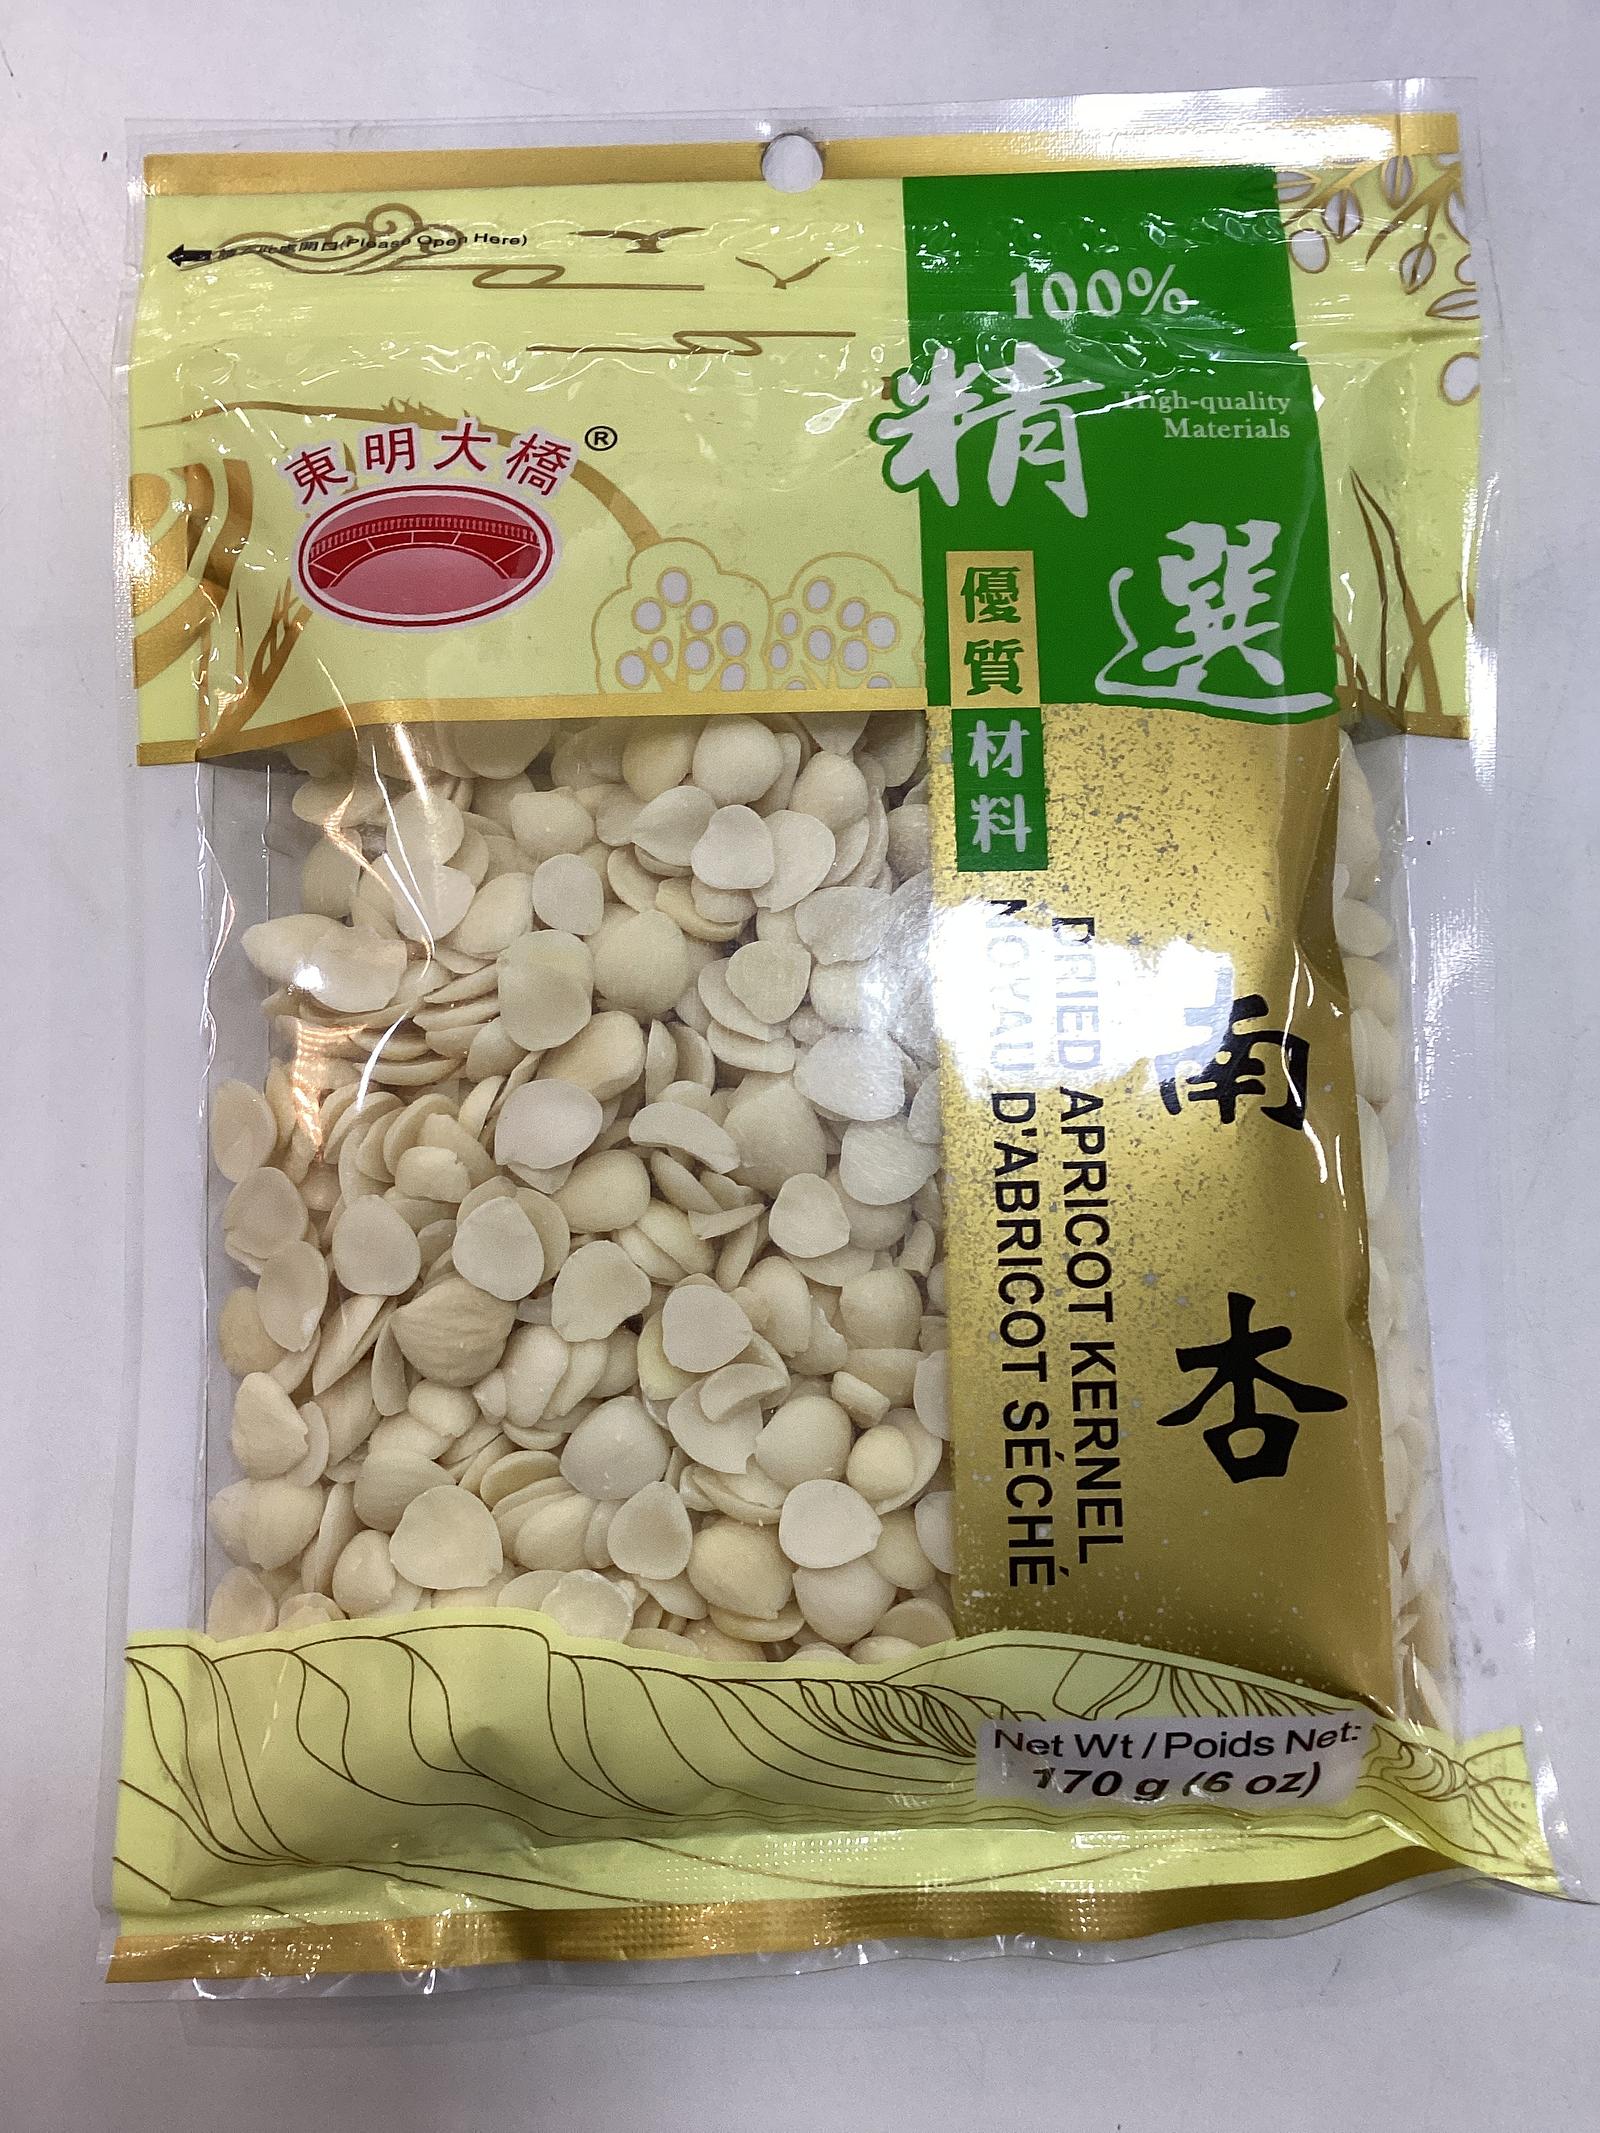 (Please Open Here)
100%
精選
High-quality
Materials
東明大橋®
優質
材料
南杏
DRIED APRICOT KERNEL
NOYAU D'ABRICOT SÉCHÉ
Net Wt / Poids Net:
170 g (6 oz)